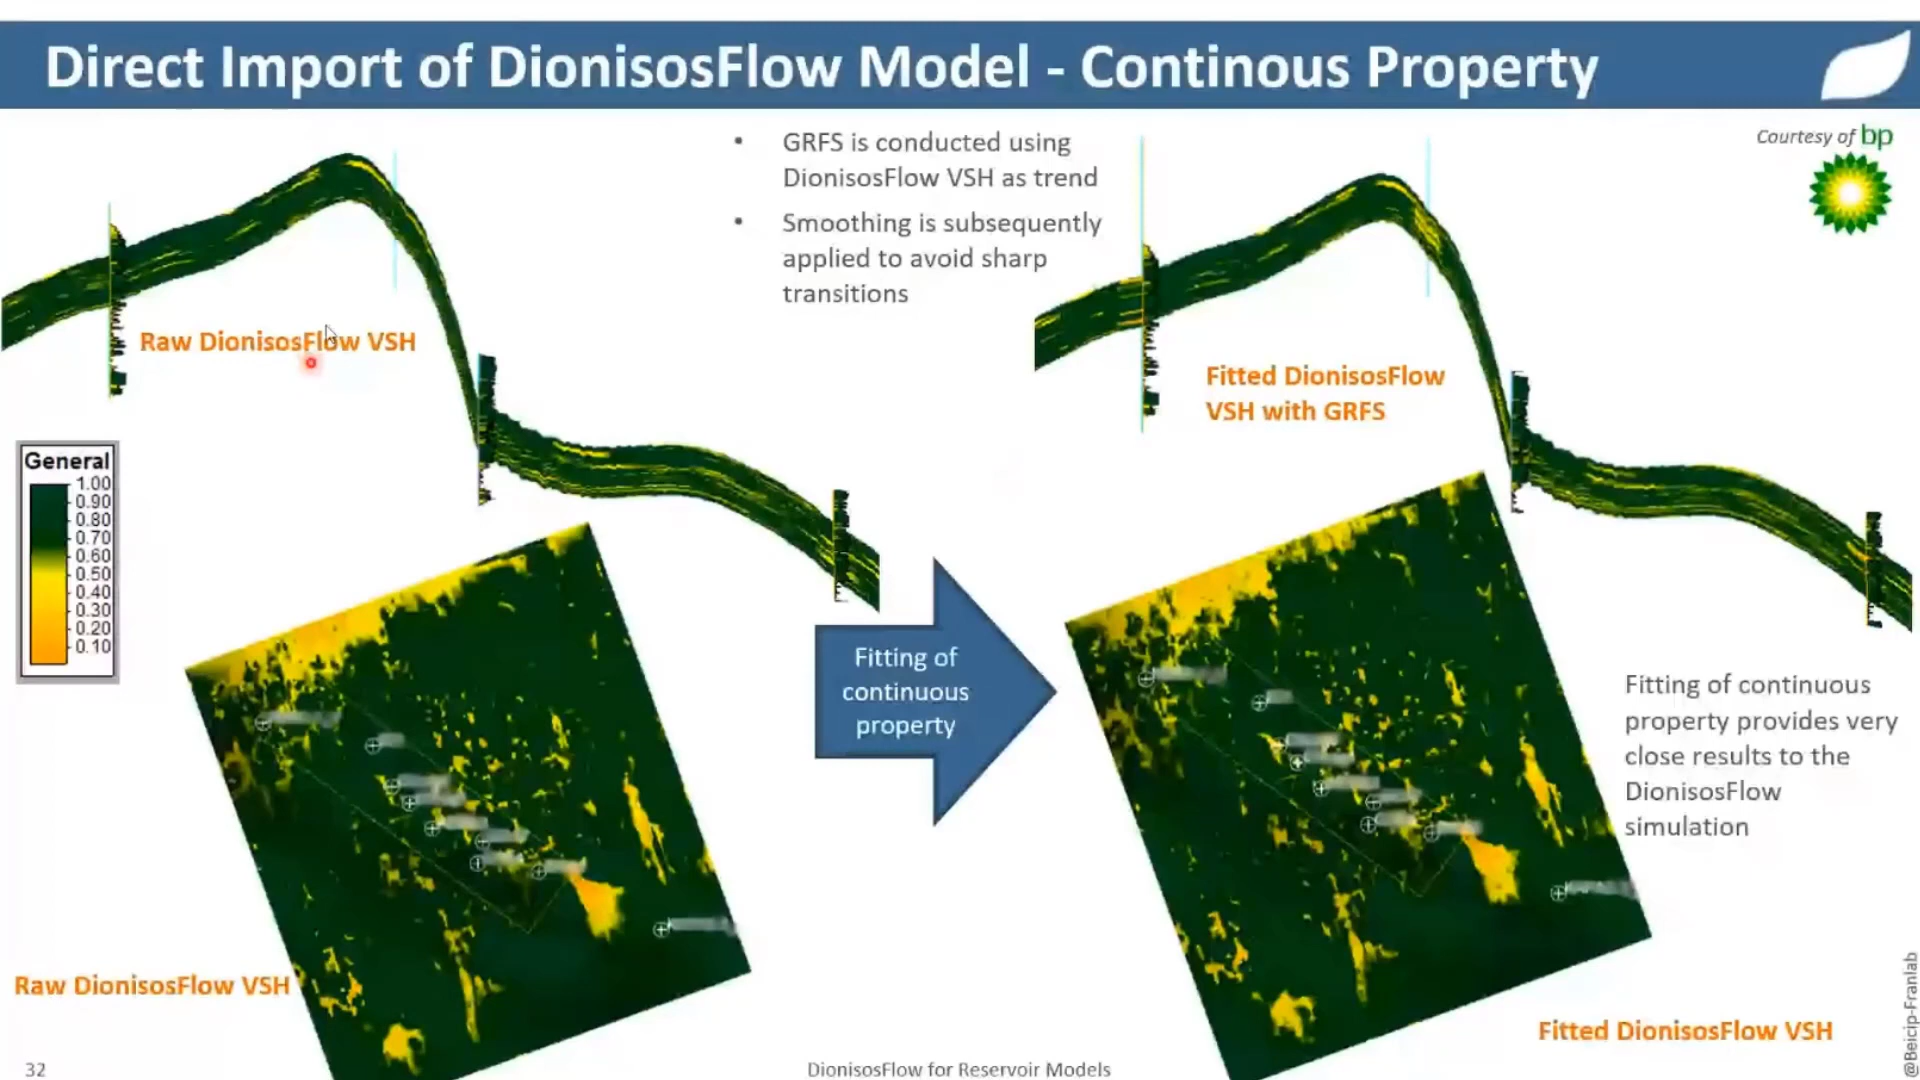 Direct Import of DionisosFlow Model - Continous Property
Courtesy of bp
• GRFS is conducted using
DionisosFlow VSH as trend
• Smoothing is subsequently
applied to avoid sharp
transitions
Raw DionisosFlow VSH
Fitted DionisosFlow
VSH with GRFS
General
1.00
0.90
0.80
0.70
0.60
0.50
0.40
0.30
0.20
0.10
Fitting of
continuous
property
Fitting of continuous
property provides very
close results to the
DionisosFlow
simulation
Raw DionisosFlow VSH
Fitted DionisosFlow VSH
@Beicip-Franlab
32
DionisosFlow for Reservoir Models